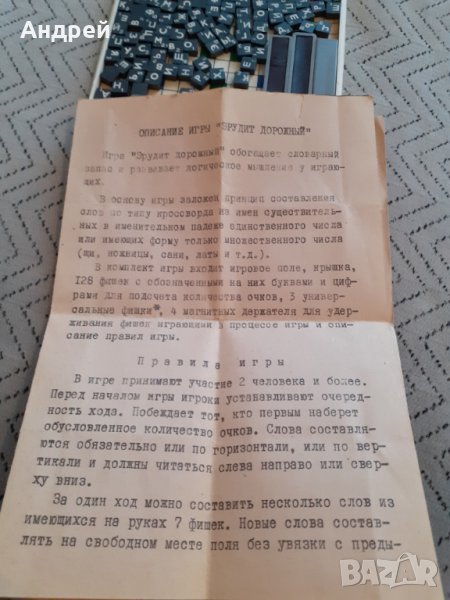 Андрей
ОПИСАНИЕ ИГРЫ "ЭРУДИТ ДОРОЖНЫЙ"
Игра "Эрудит дорожный" обогащает словарный
запас и развивает логическое мышление у играю-
щих.
В основу игры заложен принцип составления
слов по типу кроссворда из имен существитель-
ных в именительном падеже единственного числа
или имеющих форму только множественного числа
(щи, ножницы, сани, латы и т.д.).
В комплект игры входит игровое поле, крышка,
128 фишек с обозначенными на них буквами и циф-
рами для подсчета количества очков, 3 универ-
сальные фишки*, 4 магнитных держателя для удер-
живания фишек играющими в процессе игры и опи-
сание правил игры.
Правила игры
В игре принимают участие 2 человека и более.
Перед началом игры игроки устанавливают очеред-
ность хода. Побеждает тот, кто первым наберет
обусловленное количество очков. Слова составля-
ются обязательно или по горизонтали, или по вер-
тикали и должны читаться слева направо или свер-
ху вниз.
За один ход можно составить несколько слов из
имеющихся на руках 7 фишек. Новые слова состав-
лять на свободном месте поля без увязки с преды-
BAZAR.BG